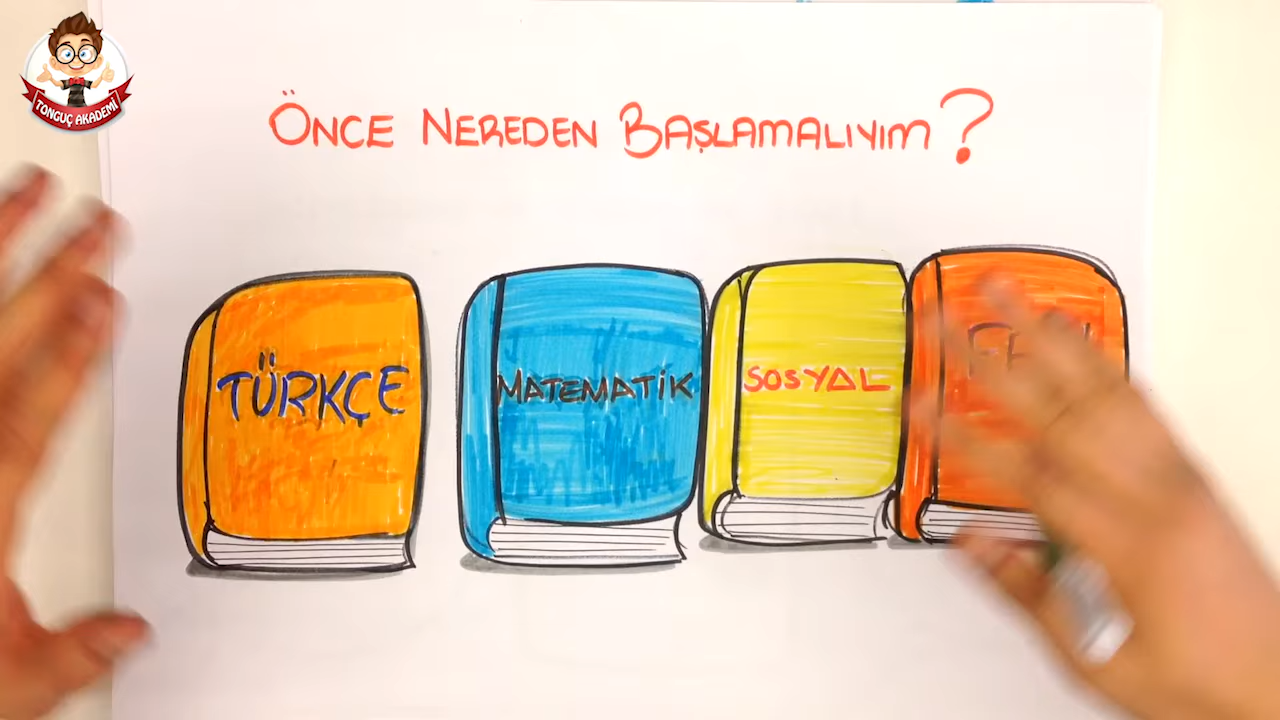 TONGUÇ AKADEMİ
ÖNCE NEREDEN BAŞLAMALIYIM?
TÜRKÇE
MATEMATİK
SOSYAL